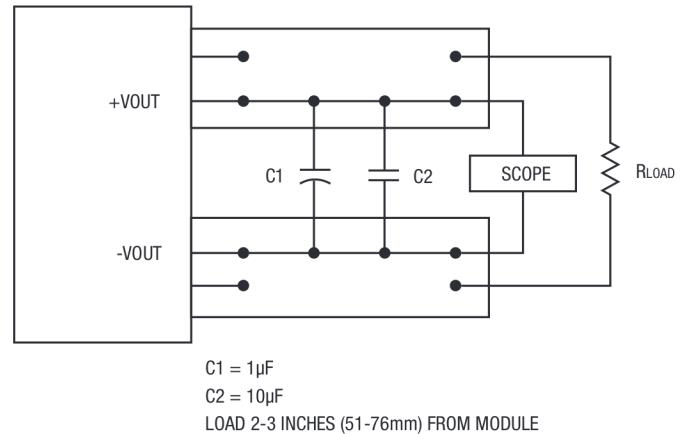 +VOUT
C1
C2
SCOPE
RLOAD
-VOUT
C1 = 1µF
C2 = 10µF
LOAD 2-3 INCHES (51-76mm) FROM MODULE